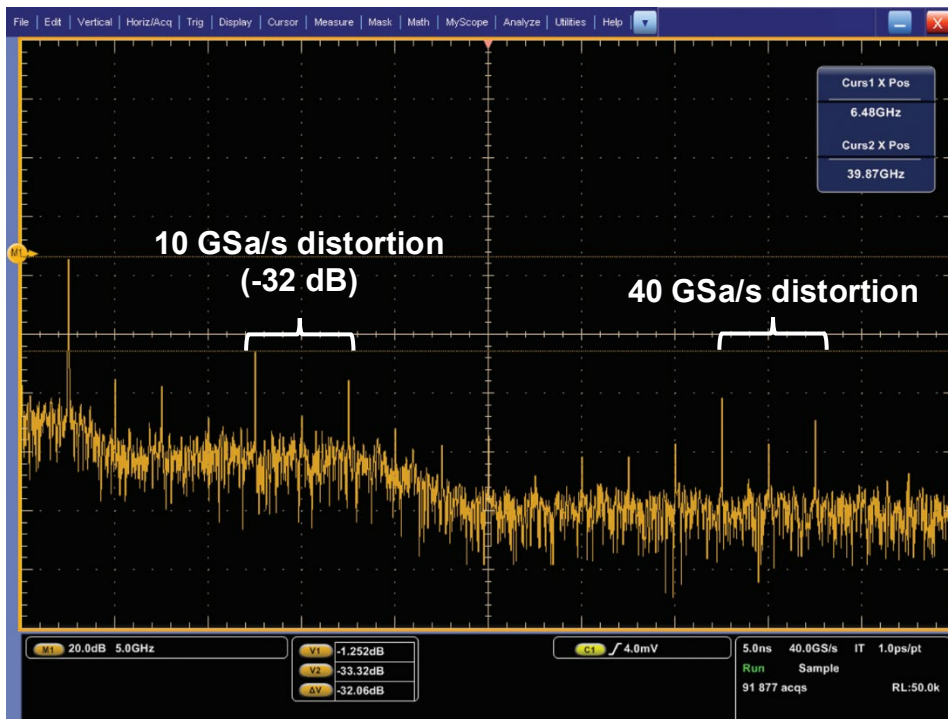 File | Edit | Vertical | Horiz/Acq | Trig | Display | Cursor | Measure | Mask | Math | MyScope | Analyze | Utilities | Help | X
Curs1 X Pos
6.48GHz
Curs2 X Pos
39.87GHz
M1
10 GSa/s distortion
(-32 dB)
40 GSa/s distortion
M1 20.0dB 5.0GHz
V1 -1.252dB
V2 -33.32dB
ΔV -32.06dB
C1 4.0mV
5.0ns 40.0GS/s IT 1.0ps/pt
Run Sample
91 877 acqs RL:50.0k